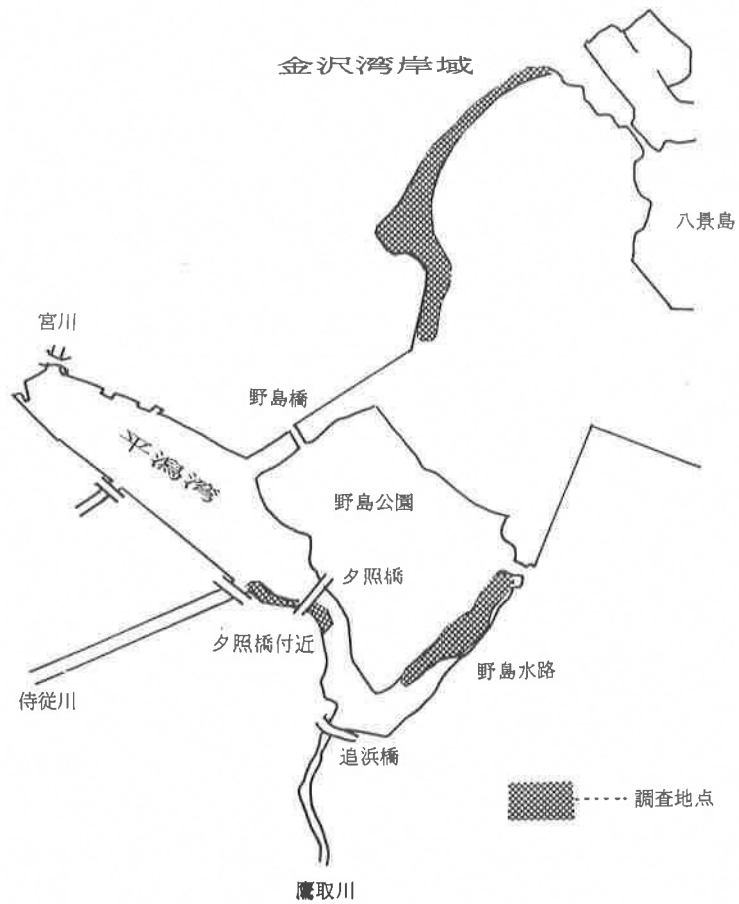 金沢湾岸域
八景島
宮川
野島橋
平潟湾
野島公園
夕照橋
夕照橋付近
野島水路
侍従川
追浜橋
調査地点
鷹取川